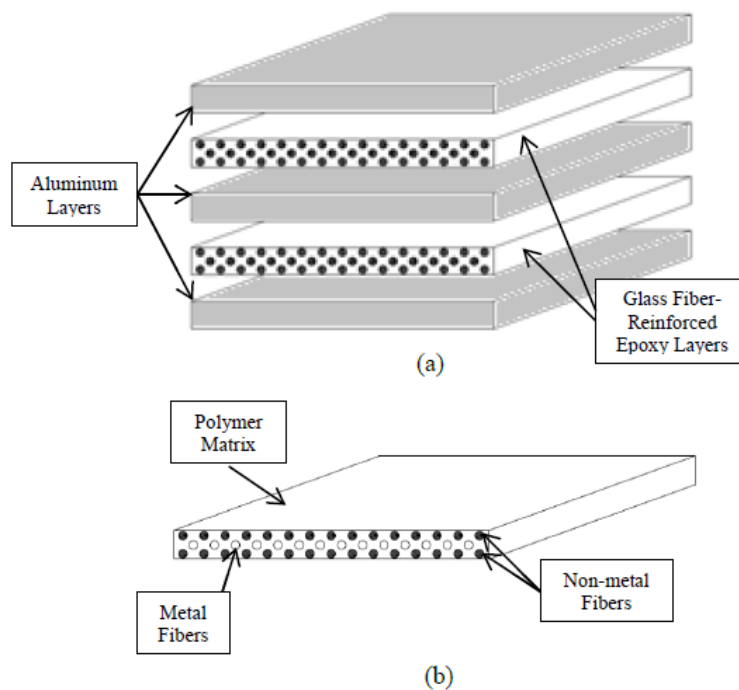 Aluminum
Layers
Glass Fiber-
Reinforced
Epoxy Layers
(a)
Polymer
Matrix
Non-metal
Fibers
Metal
Fibers
(b)